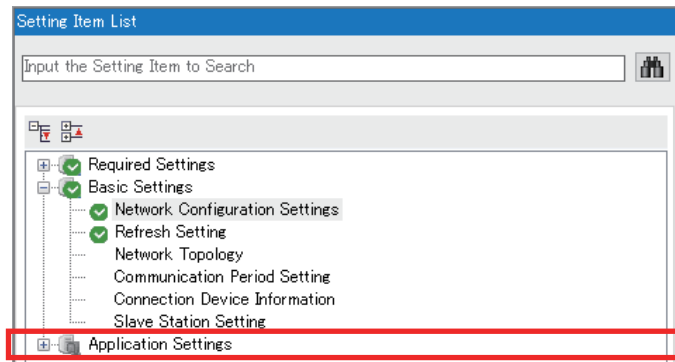 Setting Item List
Input the Setting Item to Search
Required Settings
Basic Settings
Network Configuration Settings
Refresh Setting
Network Topology
Communication Period Setting
Connection Device Information
Slave Station Setting
Application Settings